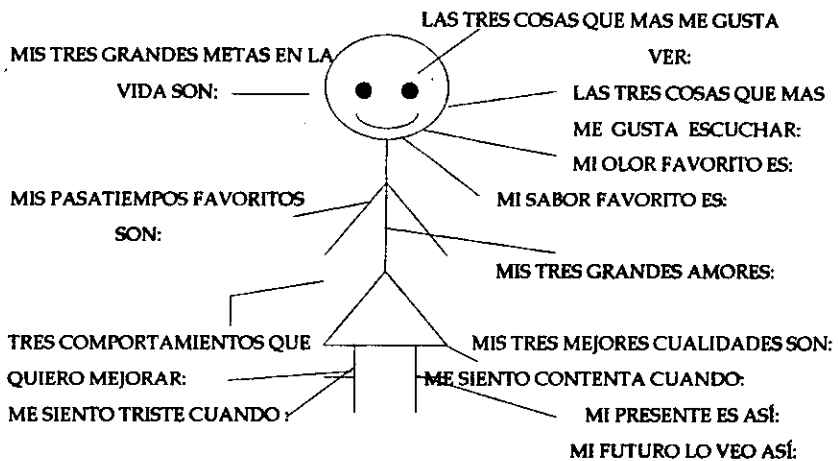 LAS TRES COSAS QUE MAS ME GUSTA
VER:
MIS TRES GRANDES METAS EN LA
VIDA SON:
LAS TRES COSAS QUE MAS
ME GUSTA ESCUCHAR:
MI OLOR FAVORITO ES:
MI SABOR FAVORITO ES:
MIS PASATIEMPOS FAVORITOS
SON:
MIS TRES GRANDES AMORES:
TRES COMPORTAMIENTOS QUE
QUIERO MEJORAR:
ME SIENTO TRISTE CUANDO :
MIS TRES MEJORES CUALIDADES SON:
ME SIENTO CONTENTA CUANDO:
MI PRESENTE ES ASÍ:
MI FUTURO LO VEO ASÍ: